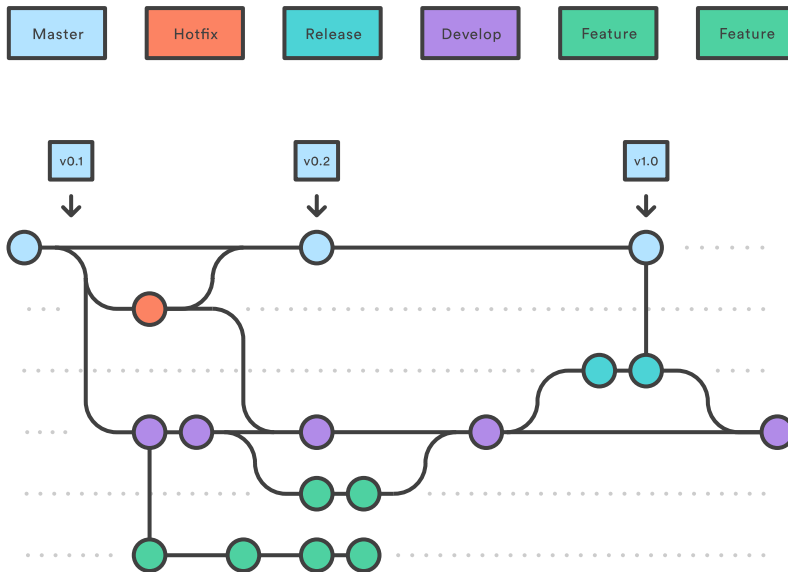 Master
Hotfix
Release
Develop
Feature
Feature
v0.1
v0.2
v1.0